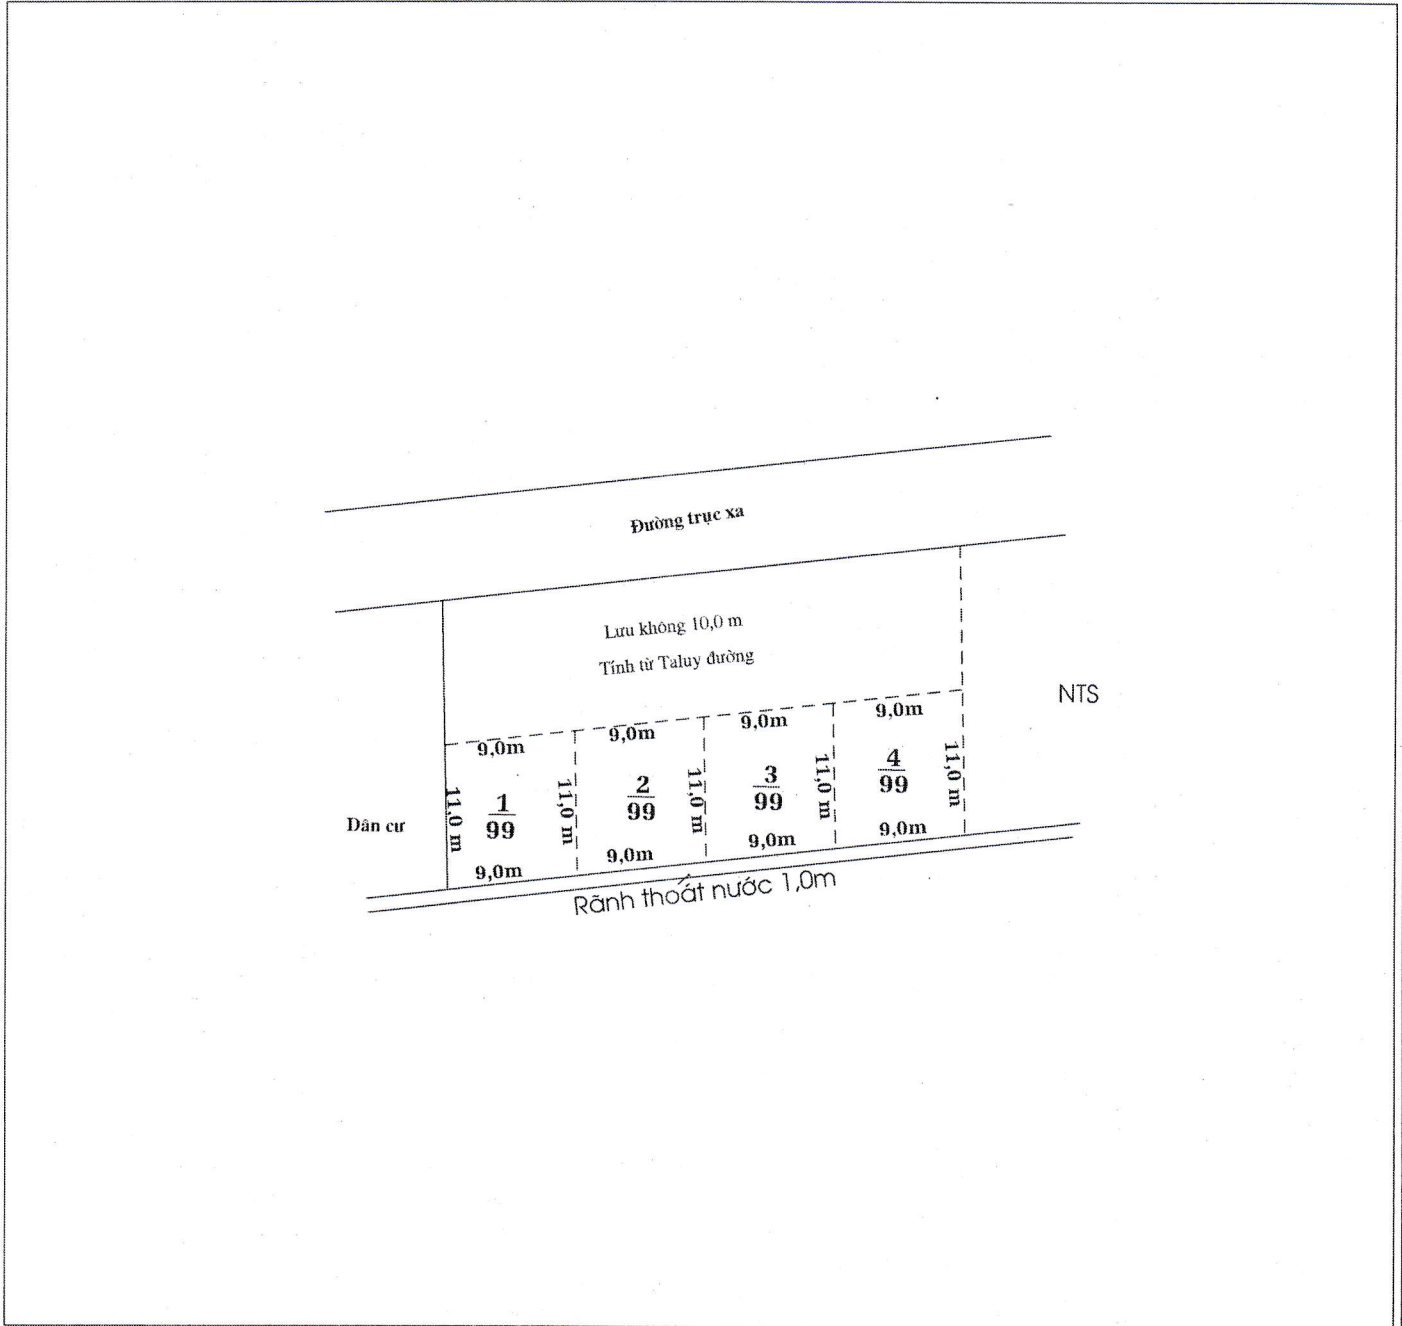 Đường trục xa
Lưu không 10,0 m
Tính từ Taluy đường
NTS
9,0m
9,0m
9,0m
9,0m
Dân cư
11,0 m
1
99
11,0 m
2
99
11,0 m
3
99
11,0 m
4
99
11,0 m
9,0m
9,0m
9,0m
9,0m
Rãnh thoát nước 1,0m